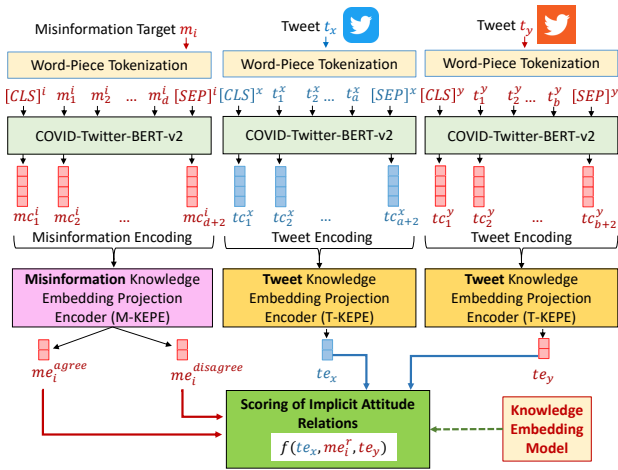 Misinformation Target m_i
Tweet t_x
Tweet t_y
Word-Piece Tokenization
Word-Piece Tokenization
Word-Piece Tokenization
[CLS]^i m_1^i m_2^i ... m_d^i [SEP]^i
[CLS]^x t_1^x t_2^x ... t_a^x [SEP]^x
[CLS]^y t_1^y t_2^y ... t_b^y [SEP]^y
COVID-Twitter-BERT-v2
COVID-Twitter-BERT-v2
COVID-Twitter-BERT-v2
mc_1^i mc_2^i ... mc_{d+2}^i
tc_1^x tc_2^x ... tc_{a+2}^x
tc_1^y tc_2^y ... tc_{b+2}^y
Misinformation Encoding
Tweet Encoding
Tweet Encoding
Misinformation Knowledge
Embedding Projection
Encoder (M-KEPE)
Tweet Knowledge
Embedding Projection
Encoder (T-KEPE)
Tweet Knowledge
Embedding Projection
Encoder (T-KEPE)
me_i^{agree}
me_i^{disagree}
te_x
te_y
Scoring of Implicit Attitude
Relations
f(te_x, me_i^r, te_y)
Knowledge
Embedding
Model